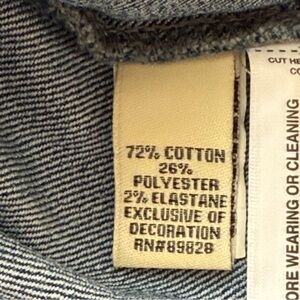 72% COTTON
26%
POLYESTER
2% ELASTANE
EXCLUSIVE OF
DECORATION
RN#89828
CUT HE
ORE WEARING OR CLEANING